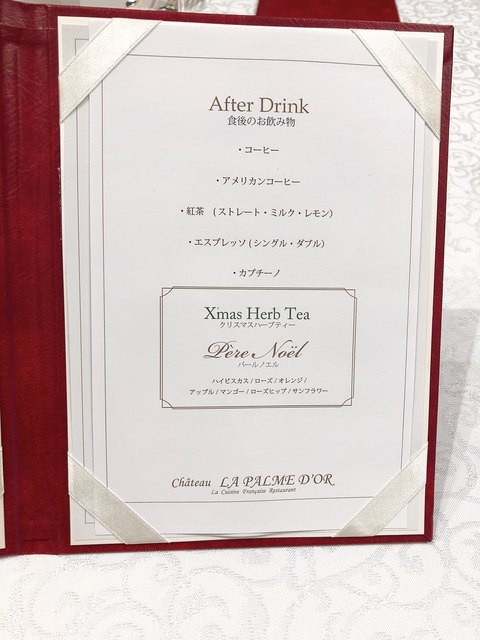 After Drink
食後のお飲み物
・コーヒー
・アメリカンコーヒー
・紅茶 (ストレート・ミルク・レモン)
・エスプレッソ(シングル・ダブル)
・カプチーノ
X'mas Herb Tea
クリスマスハーブティー
Père Noël
パールノエル
ハイビスカス/ローズ/オレンジ/
アップル/マンゴー/ローズヒップ/サンフラワー
Château LA PALME D'OR
La Cuisine Française Restaurant